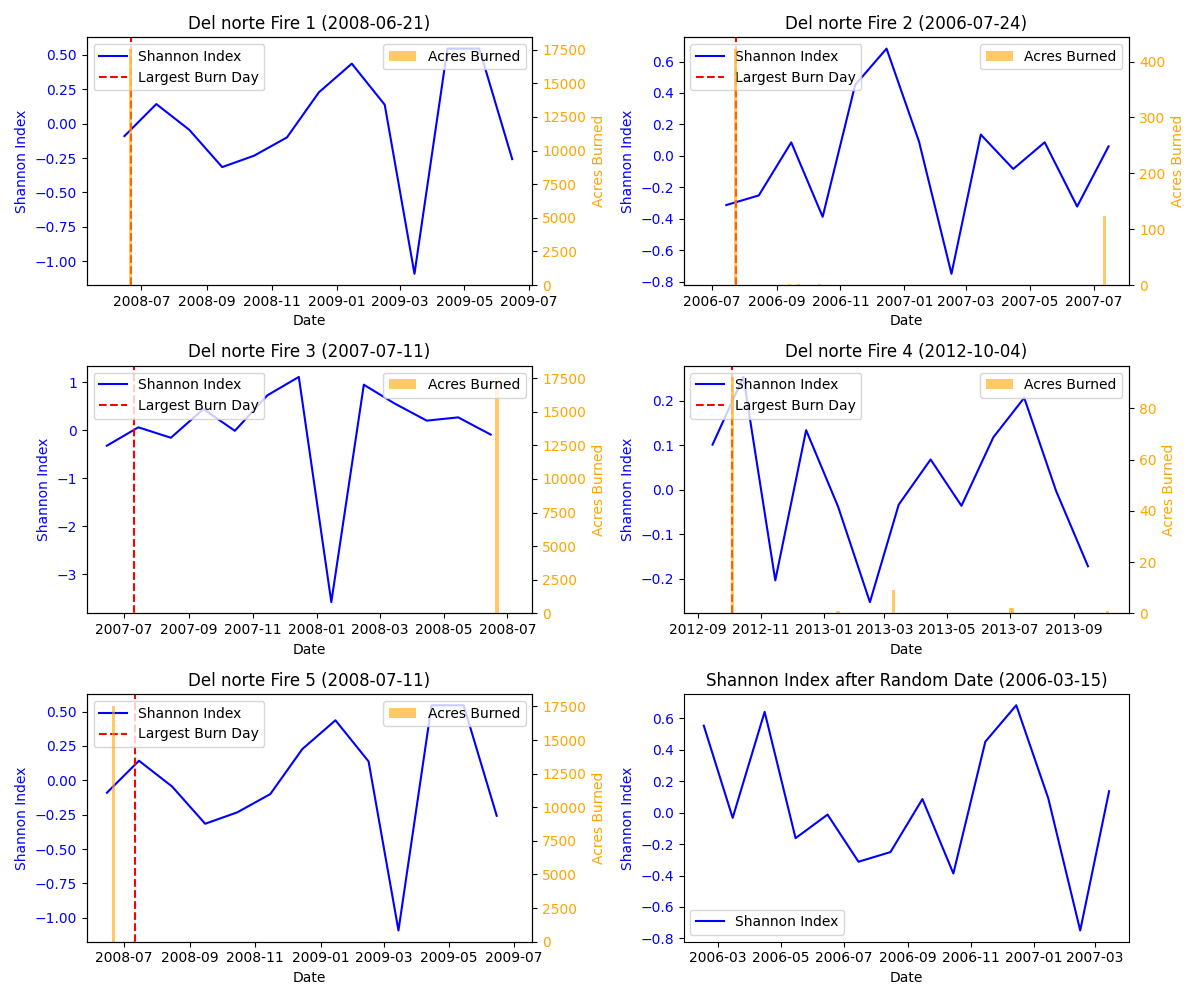 Del norte Fire 1 (2008-06-21)
Shannon Index
Largest Burn Day
Acres Burned
0.50
0.25
0.00
−0.25
−0.50
−0.75
−1.00
Shannon Index
17500
15000
12500
10000
7500
5000
2500
0
Acres Burned
2008-07 2008-09 2008-11 2009-01 2009-03 2009-05 2009-07
Date
Del norte Fire 2 (2006-07-24)
Shannon Index
Largest Burn Day
Acres Burned
0.6
0.4
0.2
0.0
−0.2
−0.4
−0.6
−0.8
Shannon Index
400
300
200
100
0
Acres Burned
2006-07 2006-09 2006-11 2007-01 2007-03 2007-05 2007-07
Date
Del norte Fire 3 (2007-07-11)
Shannon Index
Largest Burn Day
Acres Burned
1
0
−1
−2
−3
Shannon Index
17500
15000
12500
10000
7500
5000
2500
0
Acres Burned
2007-07 2007-09 2007-11 2008-01 2008-03 2008-05 2008-07
Date
Del norte Fire 4 (2012-10-04)
Shannon Index
Largest Burn Day
Acres Burned
0.2
0.1
0.0
−0.1
−0.2
Shannon Index
80
60
40
20
0
Acres Burned
2012-09 2012-11 2013-01 2013-03 2013-05 2013-07 2013-09
Date
Del norte Fire 5 (2008-07-11)
Shannon Index
Largest Burn Day
Acres Burned
0.50
0.25
0.00
−0.25
−0.50
−0.75
−1.00
Shannon Index
17500
15000
12500
10000
7500
5000
2500
0
Acres Burned
2008-07 2008-09 2008-11 2009-01 2009-03 2009-05 2009-07
Date
Shannon Index after Random Date (2006-03-15)
0.6
0.4
0.2
0.0
−0.2
−0.4
−0.6
−0.8
Shannon Index
Shannon Index
2006-03 2006-05 2006-07 2006-09 2006-11 2007-01 2007-03
Date